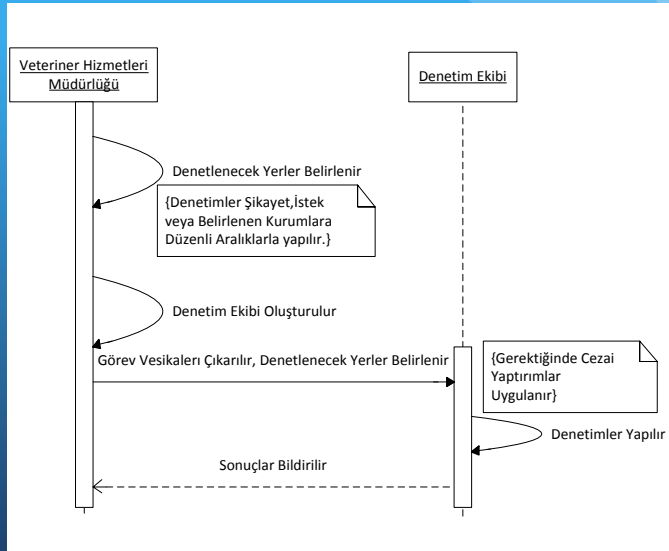 Veteriner Hizmetleri
Müdürlüğü
Denetim Ekibi
Denetlenecek Yerler Belirlenir
{Denetimler Şikayet,İstek
veya Belirlenen Kurumlara
Düzenli Aralıklarla yapılır.}
Denetim Ekibi Oluşturulur
Görev Vesikaları Çıkarılır, Denetlenecek Yerler Belirlenir
{Gerektiğinde Cezai
Yaptırımlar
Uygulanır}
Denetimler Yapılır
Sonuçlar Bildirilir